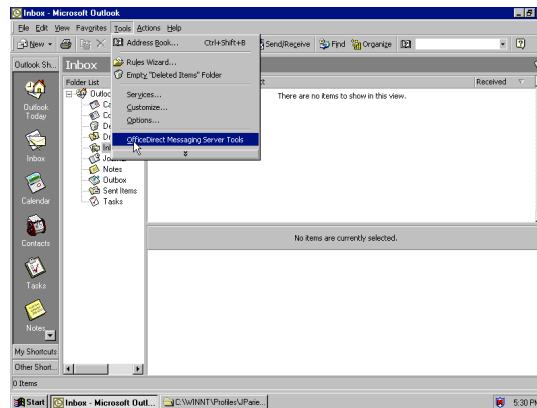 Inbox - Microsoft Outlook
File Edit View Favorites Tools Actions Help
New Send/Receive Find Organize
Address Book... Ctrl+Shift+B
Rules Wizard...
Empty "Deleted Items" Folder
Services...
Customize...
Options...
OfficeDirect Messaging Server Tools
Outlook Sh...
Outlook
Today
Inbox
Calendar
Contacts
Tasks
Notes
My Shortcuts
Other Short...
Inbox
Folder List
Notes
Outbox
Sent Items
Tasks
Received
There are no items to show in this view.
No items are currently selected.
0 Items
Start Inbox - Microsoft Outl... C:\WINNT\Profiles\JParie... 5:30 PM